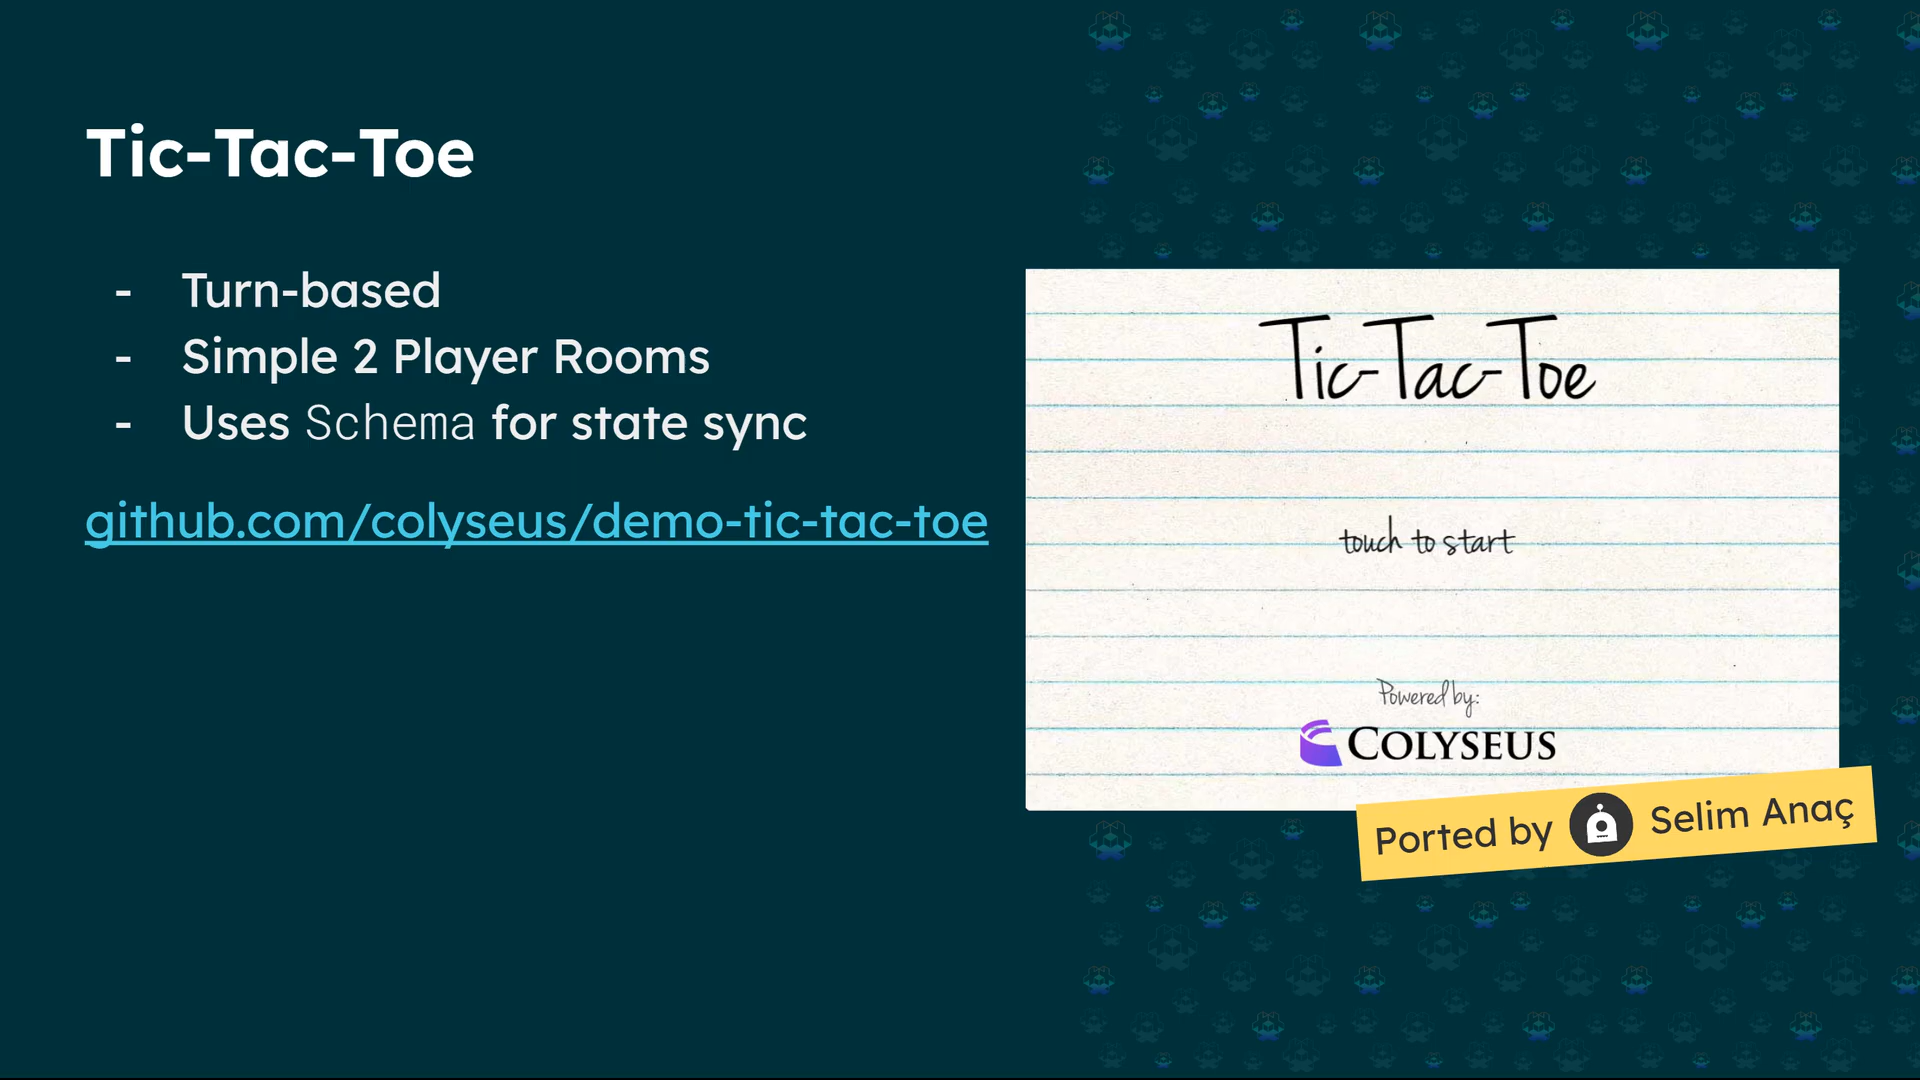 Tic-Tac-Toe
- Turn-based
- Simple 2 Player Rooms
- Uses Schema for state sync
github.com/colyseus/demo-tic-tac-toe
Tic-Tac-Toe
touch to start
Powered by:
COLYSEUS
Ported by Selim Anaç